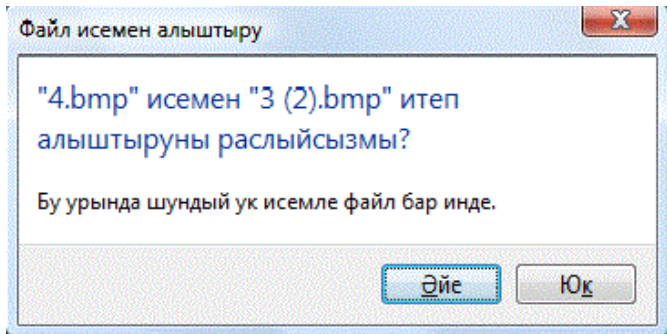 Файл исемен алыштыру
"4.bmp" исемен "3 (2).bmp" итеп
алыштыруны раслыйсызмы?
Бу урында шундый ук исемле файл бар инде.
Әйе
Юк